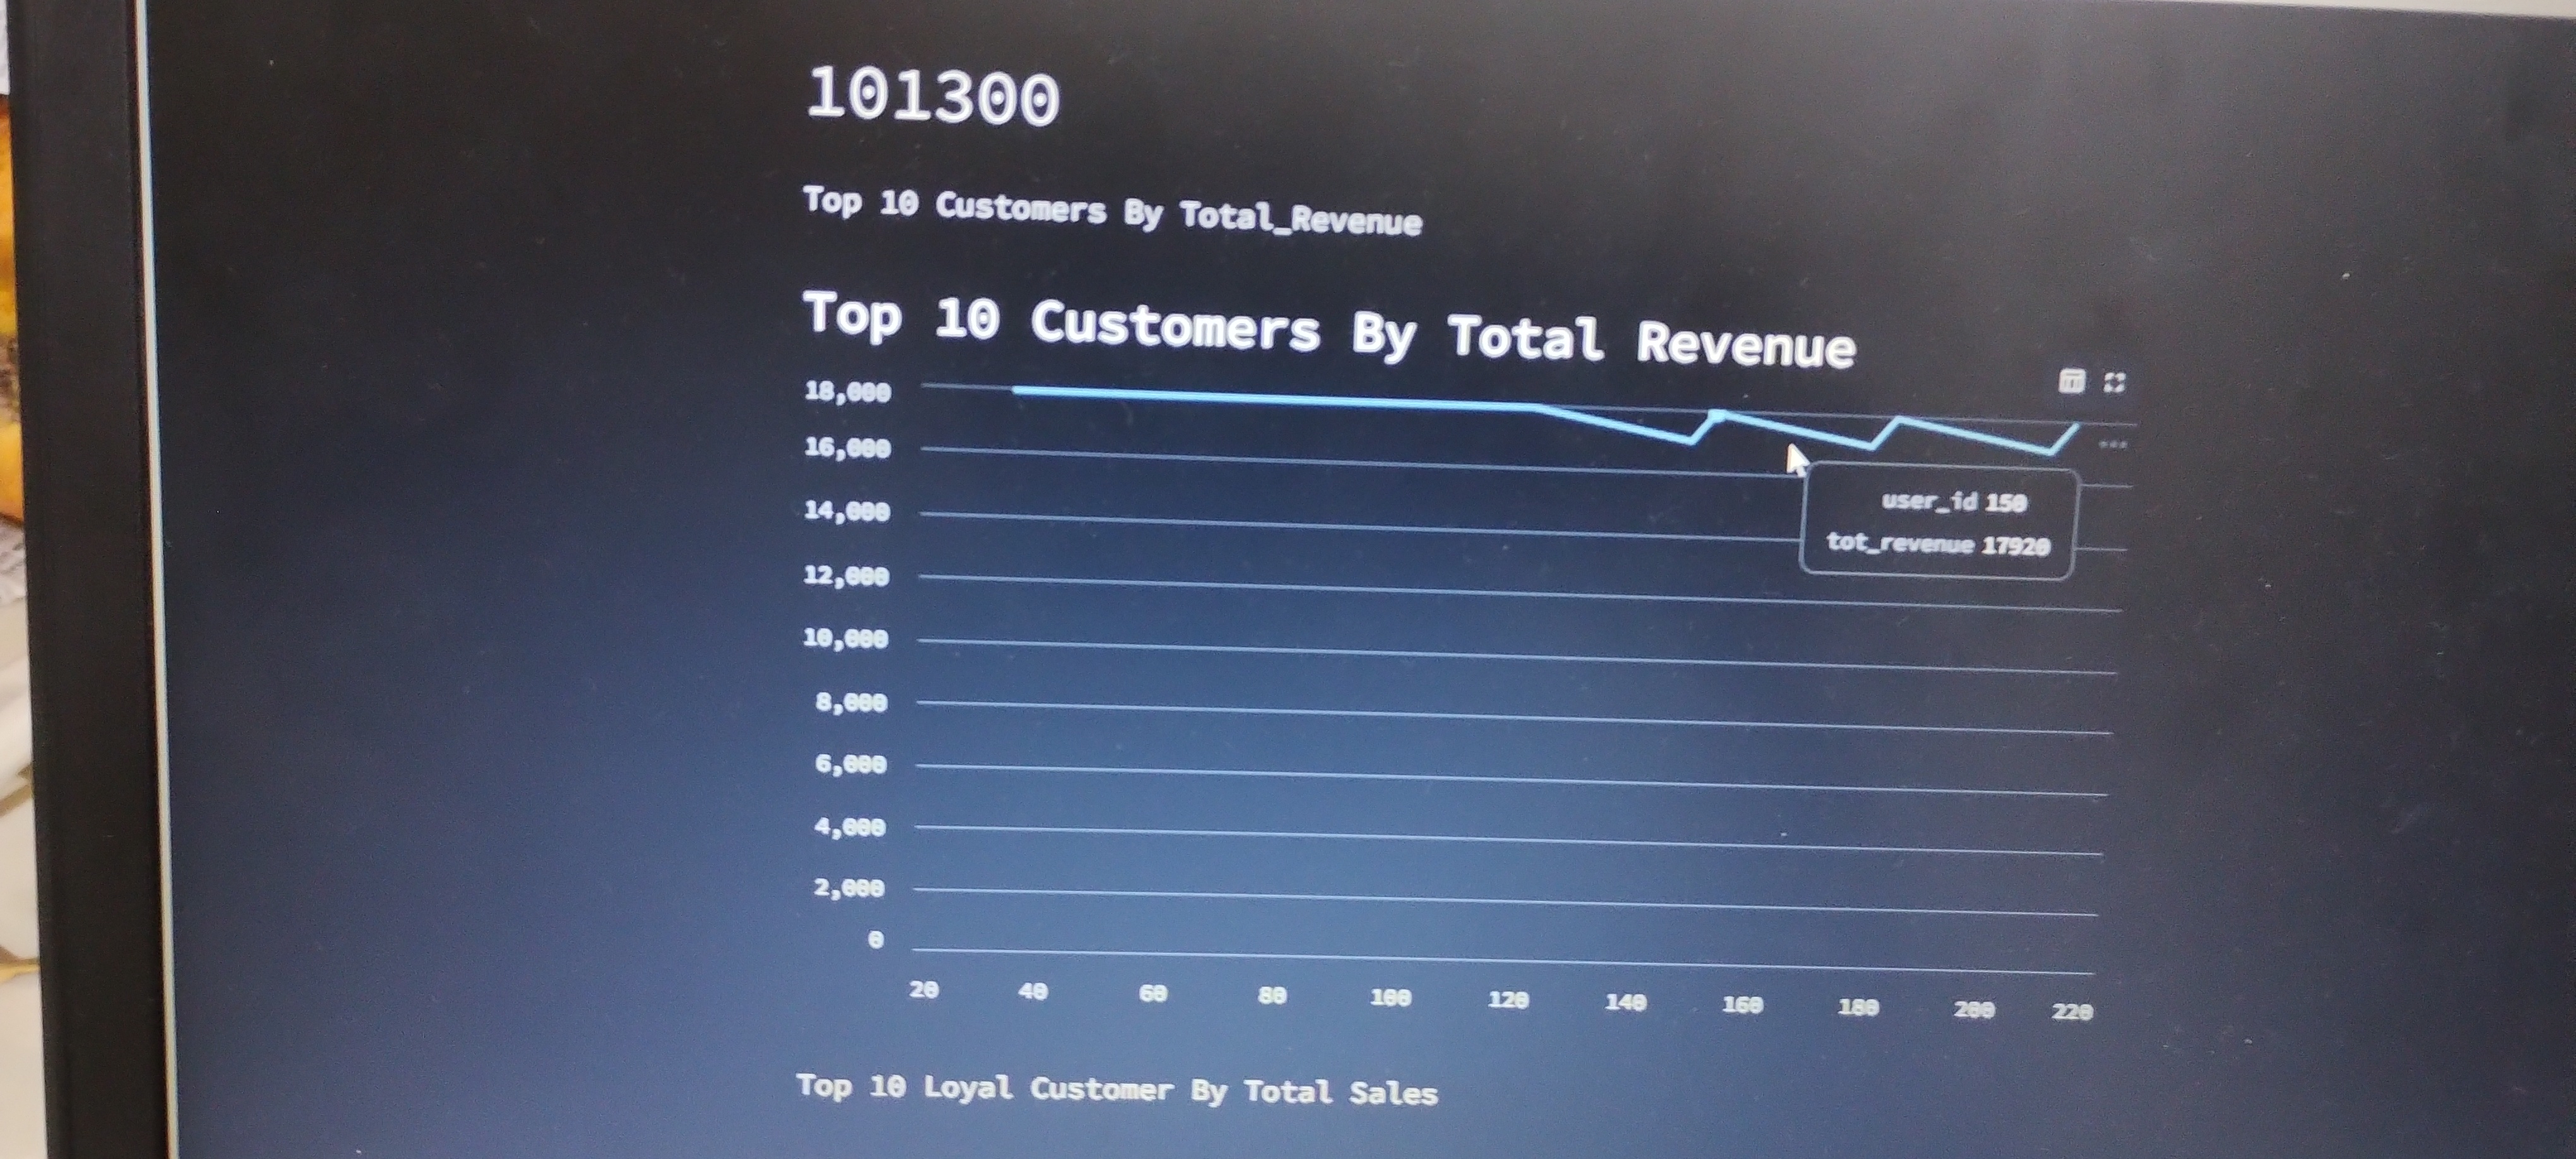 101300
Top 10 Customers By Total_Revenue
Top 10 Customers By Total Revenue
18,000
16,000
14,000
12,000
10,000
8,000
6,000
4,000
2,000
0
user_id 150
tot_revenue 17920
20 40 60 80 100 120 140 160 180 200 220
Top 10 Loyal Customer By Total Sales